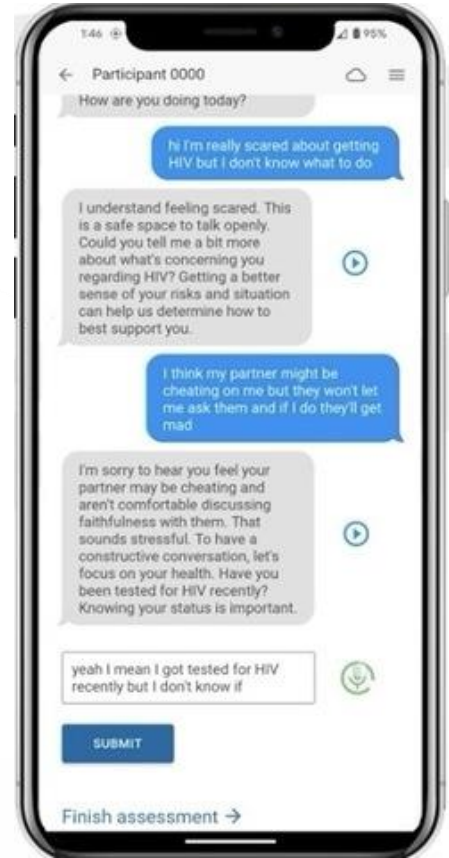 1:46
95%
Participant 0000
How are you doing today?
hi I'm really scared about getting
HIV but I don't know what to do
I understand feeling scared. This
is a safe space to talk openly.
Could you tell me a bit more
about what's concerning you
regarding HIV? Getting a better
sense of your risks and situation
can help us determine how to
best support you.
I think my partner might be
cheating on me but they won't let
me ask them and if I do they'll get
mad
I'm sorry to hear you feel your
partner may be cheating and
aren't comfortable discussing
faithfulness with them. That
sounds stressful. To have a
constructive conversation, let's
focus on your health. Have you
been tested for HIV recently?
Knowing your status is important.
yeah I mean I got tested for HIV
recently but I don't know if
SUBMIT
Finish assessment